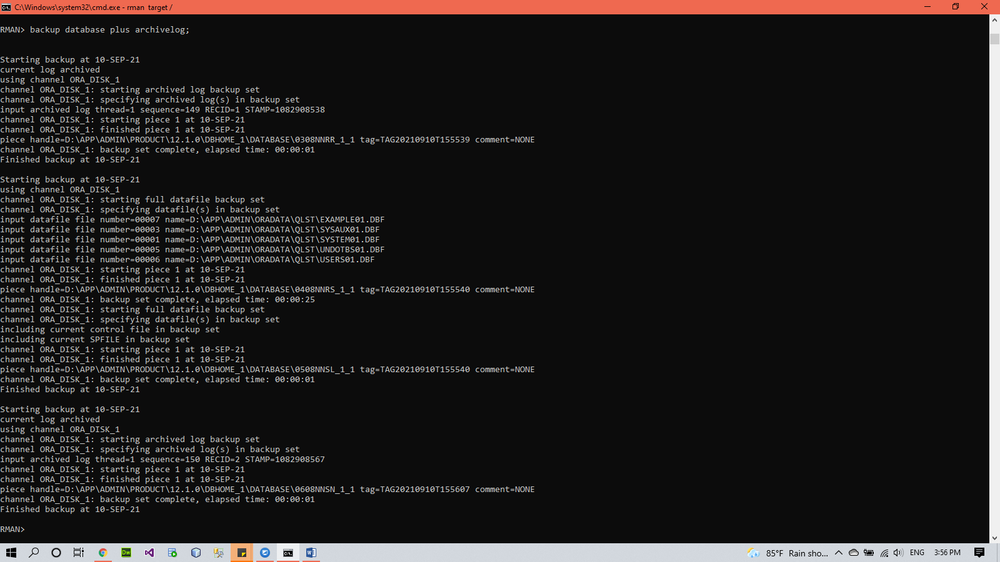 C:\Windows\system32\cmd.exe - rman target /
RMAN> backup database plus archivelog;
Starting backup at 10-SEP-21
current log archived
using channel ORA_DISK_1
channel ORA_DISK_1: starting archived log backup set
channel ORA_DISK_1: specifying archived log(s) in backup set
input archived log thread=1 sequence=149 RECID=1 STAMP=1082908538
channel ORA_DISK_1: starting piece 1 at 10-SEP-21
channel ORA_DISK_1: finished piece 1 at 10-SEP-21
piece handle=D:\APP\ADMIN\PRODUCT\12.1.0\DBHOME_1\DATABASE\0308NNRR_1_1 tag=TAG20210910T155539 comment=NONE
channel ORA_DISK_1: backup set complete, elapsed time: 00:00:01
Finished backup at 10-SEP-21
Starting backup at 10-SEP-21
using channel ORA_DISK_1
channel ORA_DISK_1: starting full datafile backup set
channel ORA_DISK_1: specifying datafile(s) in backup set
input datafile file number=00007 name=D:\APP\ADMIN\ORADATA\QLST\EXAMPLE01.DBF
input datafile file number=00003 name=D:\APP\ADMIN\ORADATA\QLST\SYSAUX01.DBF
input datafile file number=00001 name=D:\APP\ADMIN\ORADATA\QLST\SYSTEM01.DBF
input datafile file number=00005 name=D:\APP\ADMIN\ORADATA\QLST\UNDOTBS01.DBF
input datafile file number=00006 name=D:\APP\ADMIN\ORADATA\QLST\USERS01.DBF
channel ORA_DISK_1: starting piece 1 at 10-SEP-21
channel ORA_DISK_1: finished piece 1 at 10-SEP-21
piece handle=D:\APP\ADMIN\PRODUCT\12.1.0\DBHOME_1\DATABASE\0408NNRS_1_1 tag=TAG20210910T155540 comment=NONE
channel ORA_DISK_1: backup set complete, elapsed time: 00:00:25
channel ORA_DISK_1: starting full datafile backup set
channel ORA_DISK_1: specifying datafile(s) in backup set
including current control file in backup set
including current SPFILE in backup set
channel ORA_DISK_1: starting piece 1 at 10-SEP-21
channel ORA_DISK_1: finished piece 1 at 10-SEP-21
piece handle=D:\APP\ADMIN\PRODUCT\12.1.0\DBHOME_1\DATABASE\0508NNSL_1_1 tag=TAG20210910T155540 comment=NONE
channel ORA_DISK_1: backup set complete, elapsed time: 00:00:01
Finished backup at 10-SEP-21
Starting backup at 10-SEP-21
current log archived
using channel ORA_DISK_1
channel ORA_DISK_1: starting archived log backup set
channel ORA_DISK_1: specifying archived log(s) in backup set
input archived log thread=1 sequence=150 RECID=2 STAMP=1082908567
channel ORA_DISK_1: starting piece 1 at 10-SEP-21
channel ORA_DISK_1: finished piece 1 at 10-SEP-21
piece handle=D:\APP\ADMIN\PRODUCT\12.1.0\DBHOME_1\DATABASE\0608NNSN_1_1 tag=TAG20210910T155607 comment=NONE
channel ORA_DISK_1: backup set complete, elapsed time: 00:00:01
Finished backup at 10-SEP-21
RMAN>
Dw 85°F Rain sho... ENG 3:56 PM